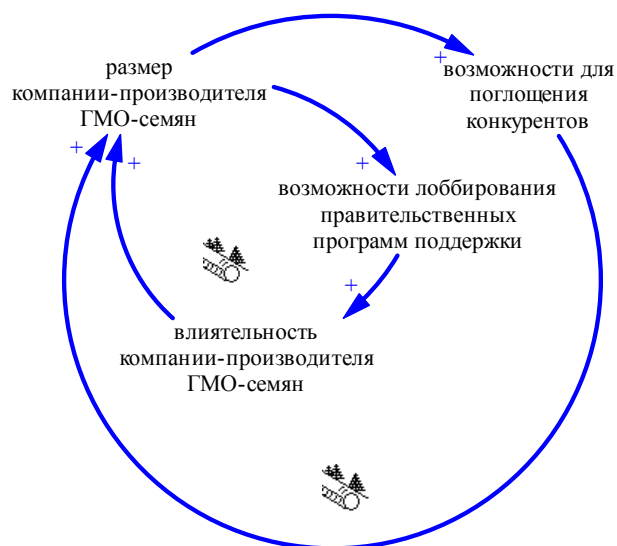 размер
компании-производителя
ГМО-семян
+
возможности для
поглощения
конкурентов
+
+
+
возможности лоббирования
правительственных
программ поддержки
+
влиятельность
компании-производителя
ГМО-семян